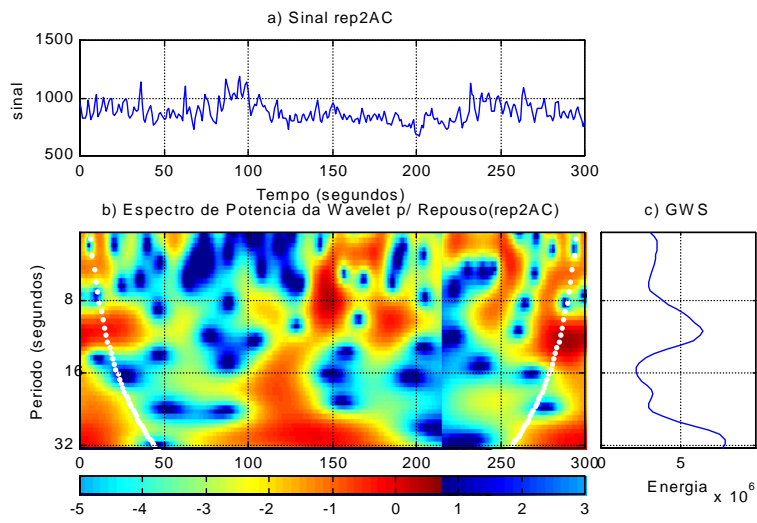 a) Sinal rep2AC
1500
1000
500
sinal
0 50 100 150 200 250 300
Tempo (segundos)
b) Espectro de Potencia da Wavelet p/ Repouso(rep2AC)
c) GWS
8
16
32
Periodo (segundos)
0 50 100 150 200 250 300
0 5
Energia x 10^6
-5 -4 -3 -2 -1 0 1 2 3